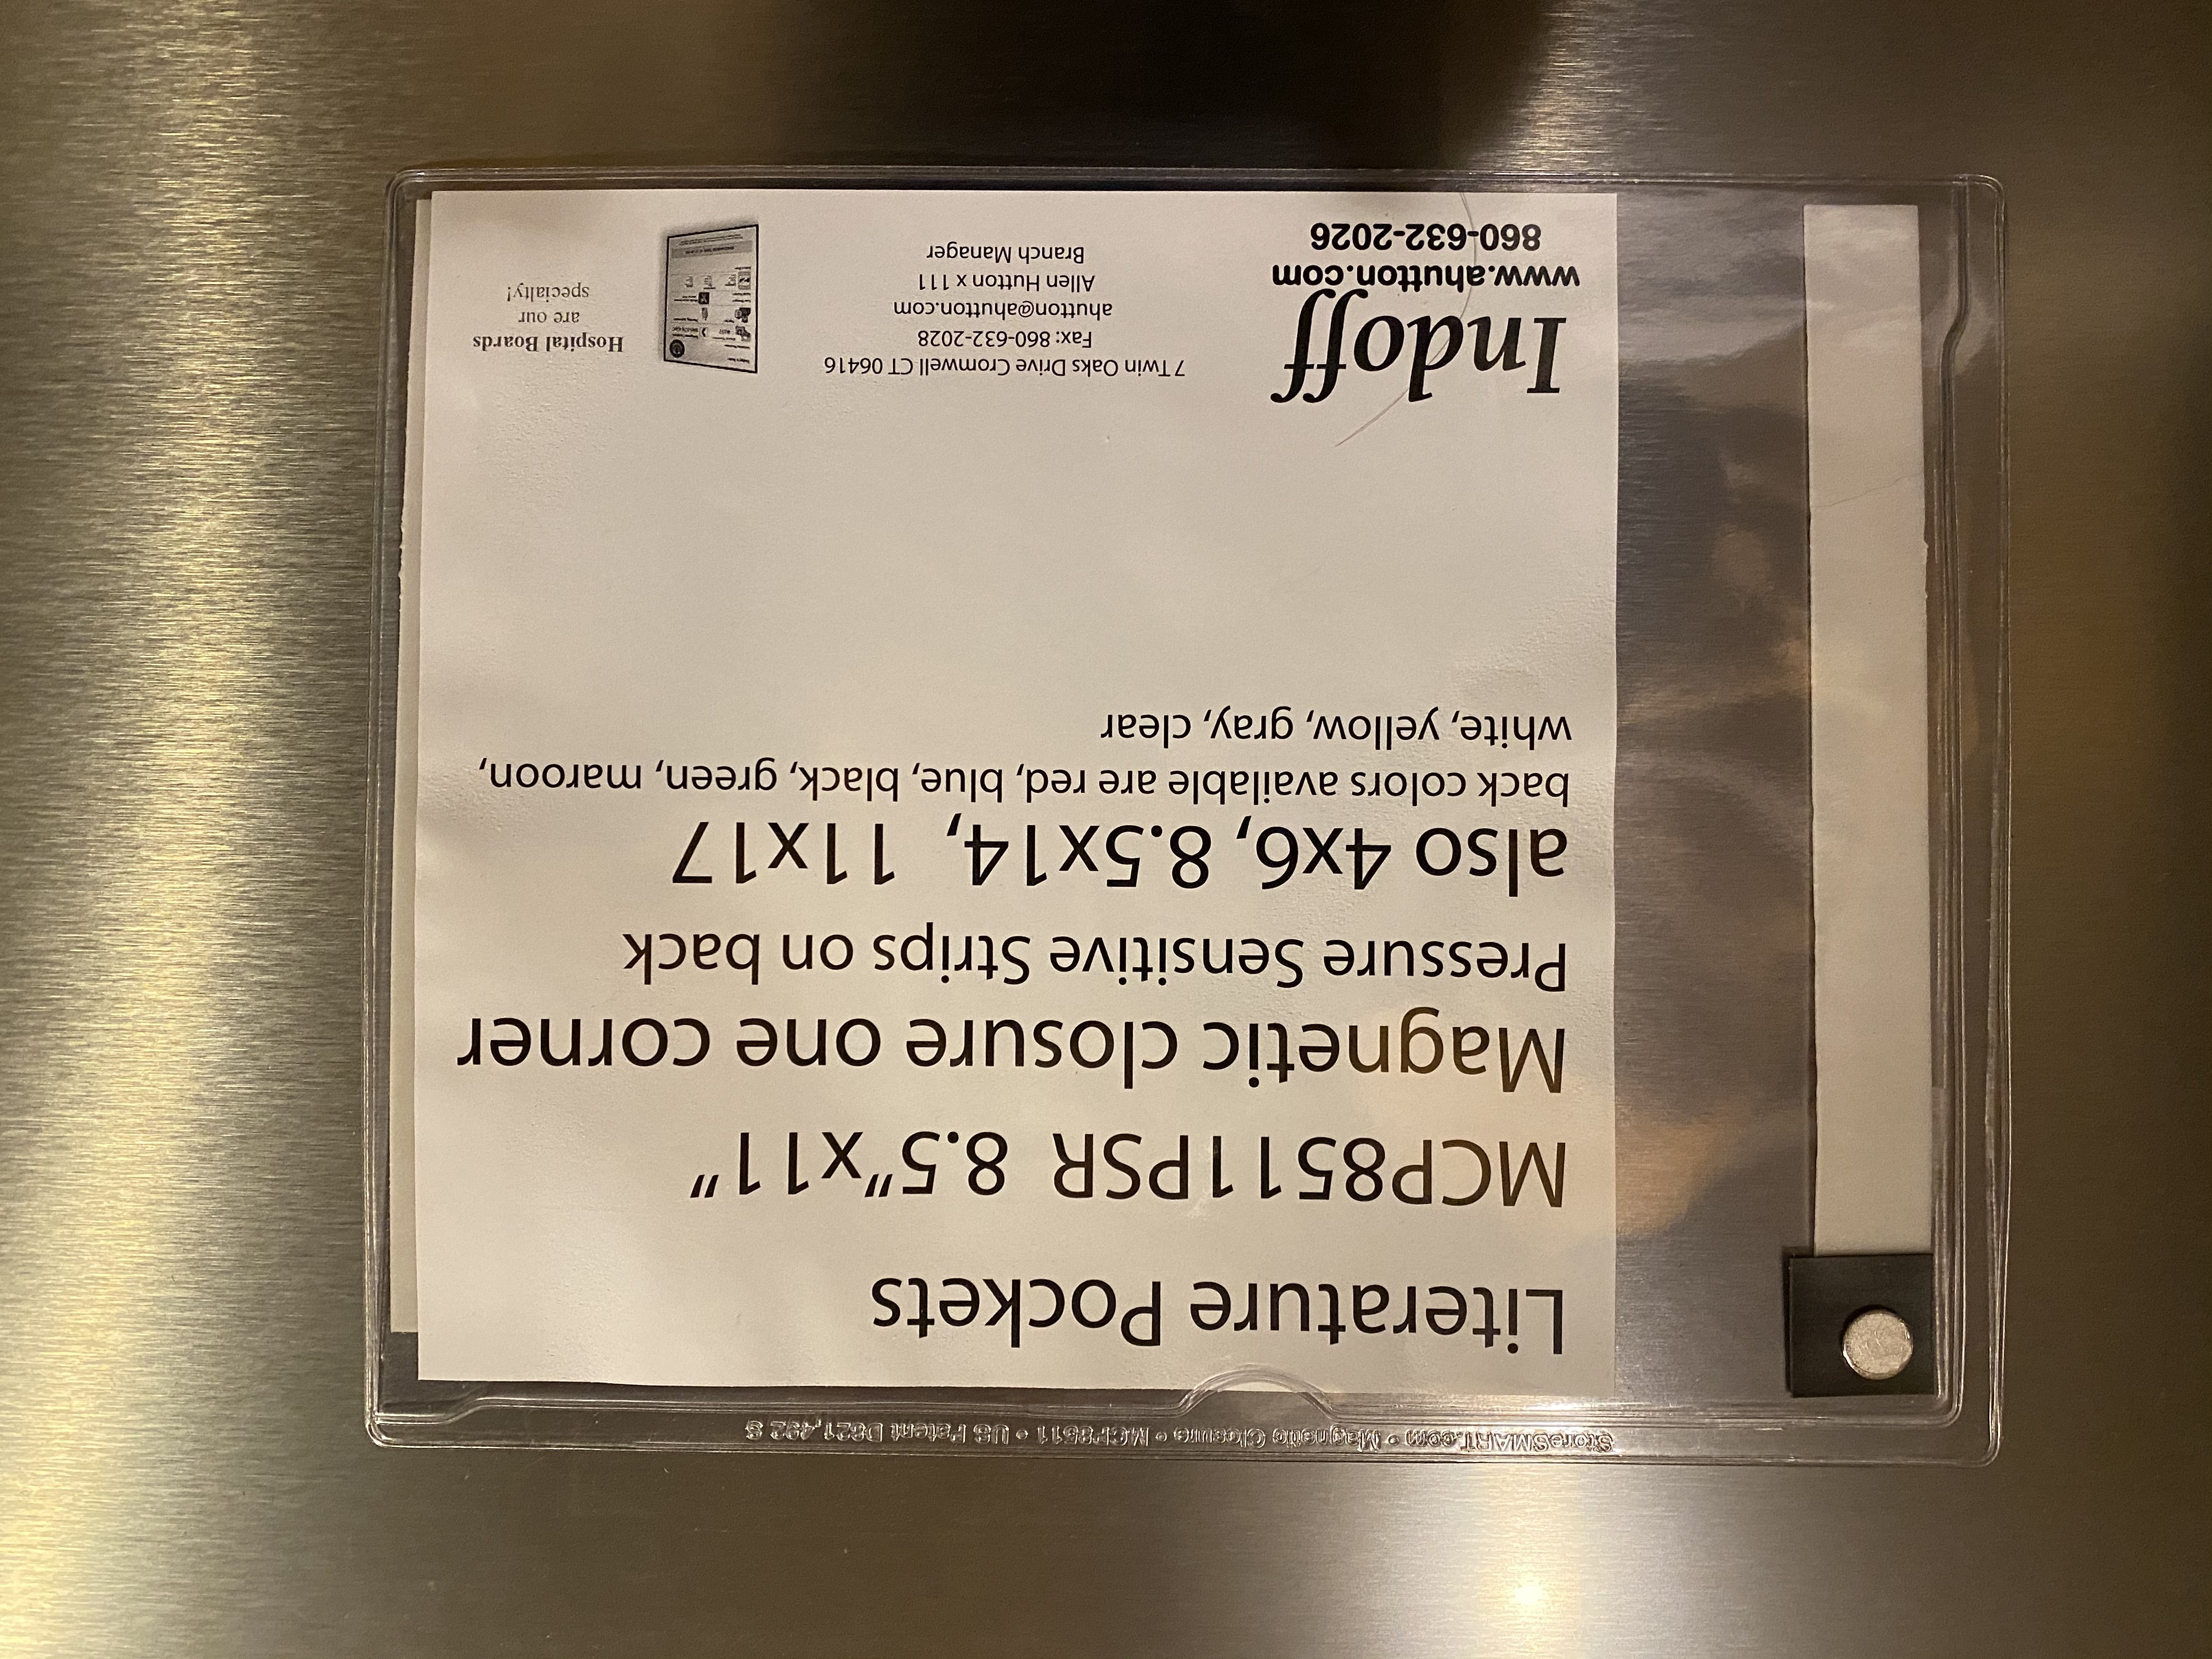 StoreSMART.com • Magnetic Closure • MCP8511 • US Patent D621,492 S
Literature Pockets
MCP8511PSR 8.5"x11"
Magnetic closure one corner
Pressure Sensitive Strips on back
also 4x6, 8.5x14, 11x17
back colors available are red, blue, black, green, maroon,
white, yellow, gray, clear
Indoff
www.ahutton.com
860-632-2026
7 Twin Oaks Drive Cromwell CT 06416
Fax: 860-632-2028
ahutton@ahutton.com
Allen Hutton x 111
Branch Manager
Hospital Boards
are our
specialty!